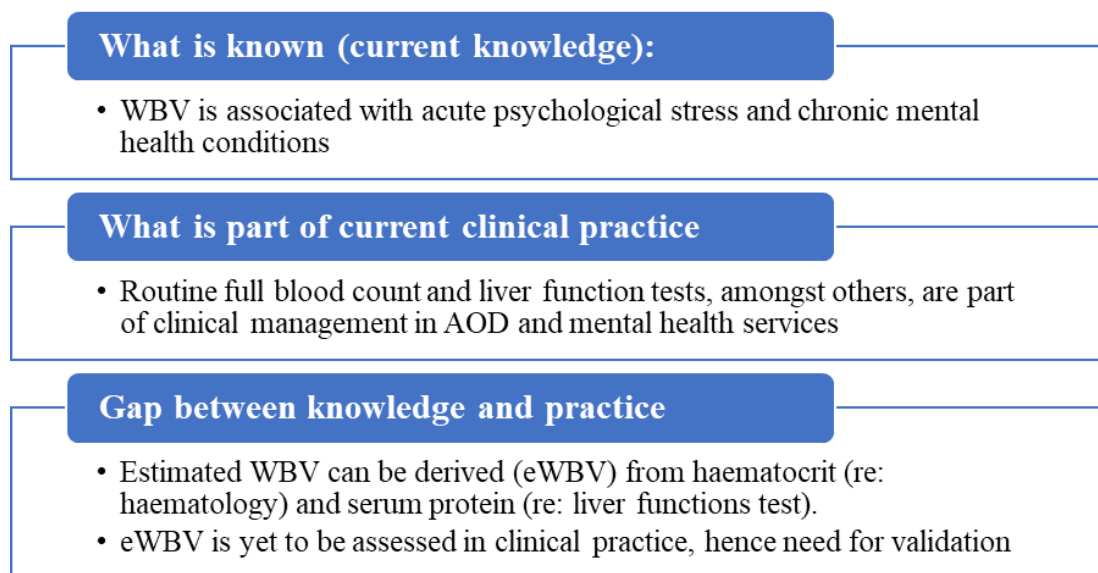 What is known (current knowledge):
• WBV is associated with acute psychological stress and chronic mental
health conditions
What is part of current clinical practice
• Routine full blood count and liver function tests, amongst others, are part
of clinical management in AOD and mental health services
Gap between knowledge and practice
• Estimated WBV can be derived (eWBV) from haematocrit (re:
haematology) and serum protein (re: liver functions test).
• eWBV is yet to be assessed in clinical practice, hence need for validation